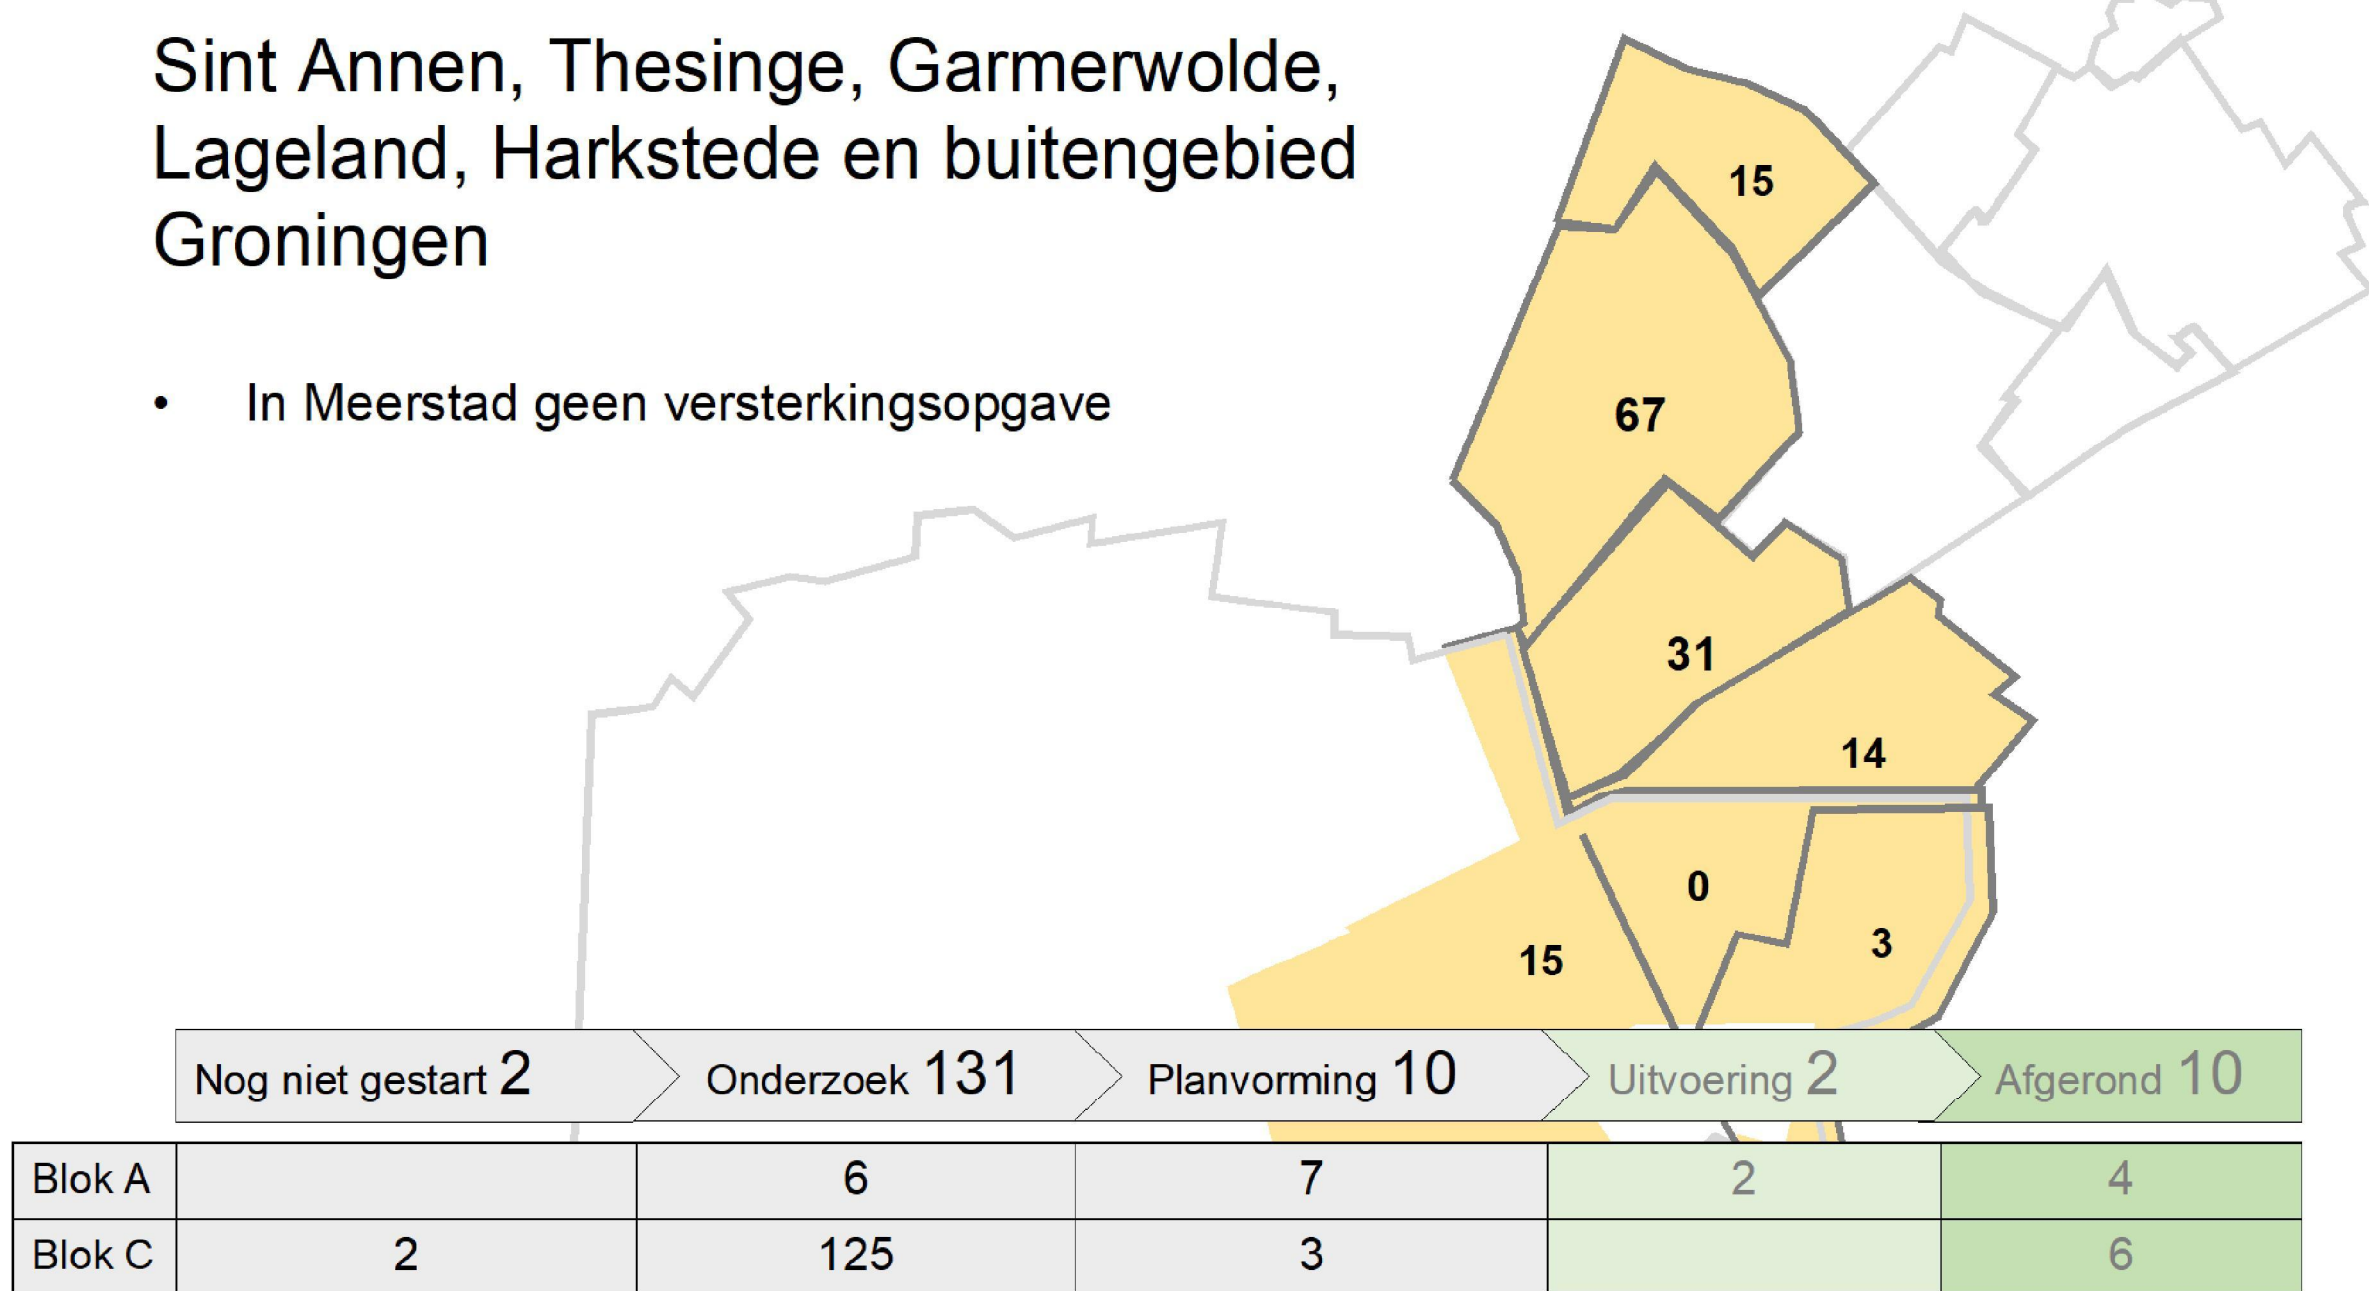 Sint Annen, Thesinge, Garmerwolde,
Lageland, Harkstede en buitengebied
Groningen
• In Meerstad geen versterkingsopgave
15
67
31
14
0
3
15
Nog niet gestart 2 Onderzoek 131 Planvorming 10 Uitvoering 2 Afgerond 10
Blok A 6 7 2 4
Blok C 2 125 3 6